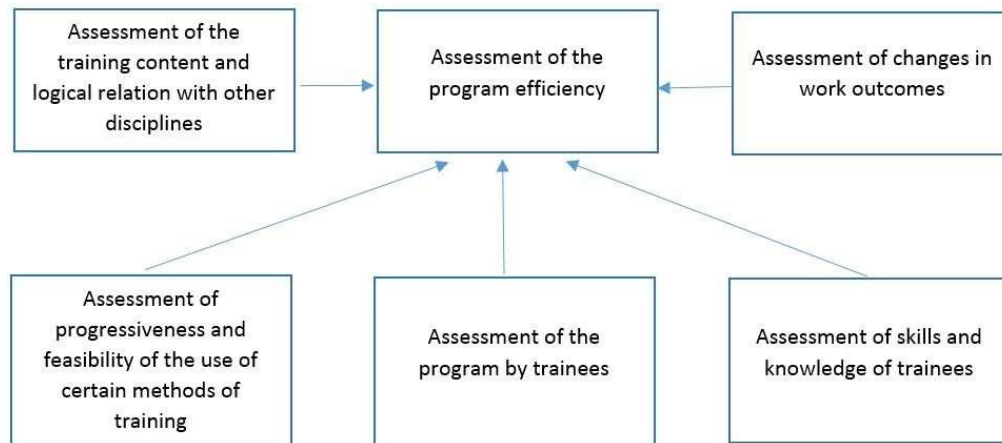 Assessment of the
training content and
logical relation with other
disciplines
Assessment of the
program efficiency
Assessment of changes in
work outcomes
Assessment of
progressiveness and
feasibility of the use of
certain methods of
training
Assessment of the
program by trainees
Assessment of skills and
knowledge of trainees